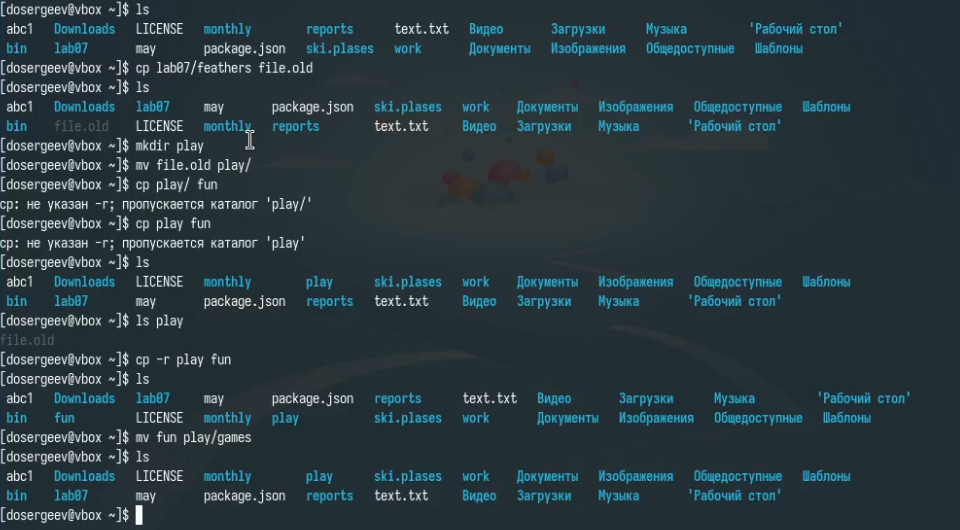 [dosergeev@vbox ~]$ ls
abc1 Downloads LICENSE monthly reports text.txt Видео Загрузки Музыка 'Рабочий стол'
bin lab07 may package.json ski.plases work Документы Изображения Общедоступные Шаблоны
[dosergeev@vbox ~]$ cp lab07/feathers file.old
[dosergeev@vbox ~]$ ls
abc1 Downloads lab07 may package.json ski.plases work Документы Изображения Общедоступные Шаблоны
bin file.old LICENSE monthly reports text.txt Видео Загрузки Музыка 'Рабочий стол'
[dosergeev@vbox ~]$ mkdir play
[dosergeev@vbox ~]$ mv file.old play/
[dosergeev@vbox ~]$ cp play/ fun
cp: не указан -r; пропускается каталог 'play/'
[dosergeev@vbox ~]$ cp play fun
cp: не указан -r; пропускается каталог 'play'
[dosergeev@vbox ~]$ ls
abc1 Downloads LICENSE monthly play ski.plases work Документы Изображения Общедоступные Шаблоны
bin lab07 may package.json reports text.txt Видео Загрузки Музыка 'Рабочий стол'
[dosergeev@vbox ~]$ ls play
file.old
[dosergeev@vbox ~]$ cp -r play fun
[dosergeev@vbox ~]$ ls
abc1 Downloads lab07 may package.json reports text.txt Видео Загрузки Музыка 'Рабочий стол'
bin fun LICENSE monthly play ski.plases work Документы Изображения Общедоступные Шаблоны
[dosergeev@vbox ~]$ mv fun play/games
[dosergeev@vbox ~]$ ls
abc1 Downloads LICENSE monthly play ski.plases work Документы Изображения Общедоступные Шаблоны
bin lab07 may package.json reports text.txt Видео Загрузки Музыка 'Рабочий стол'
[dosergeev@vbox ~]$